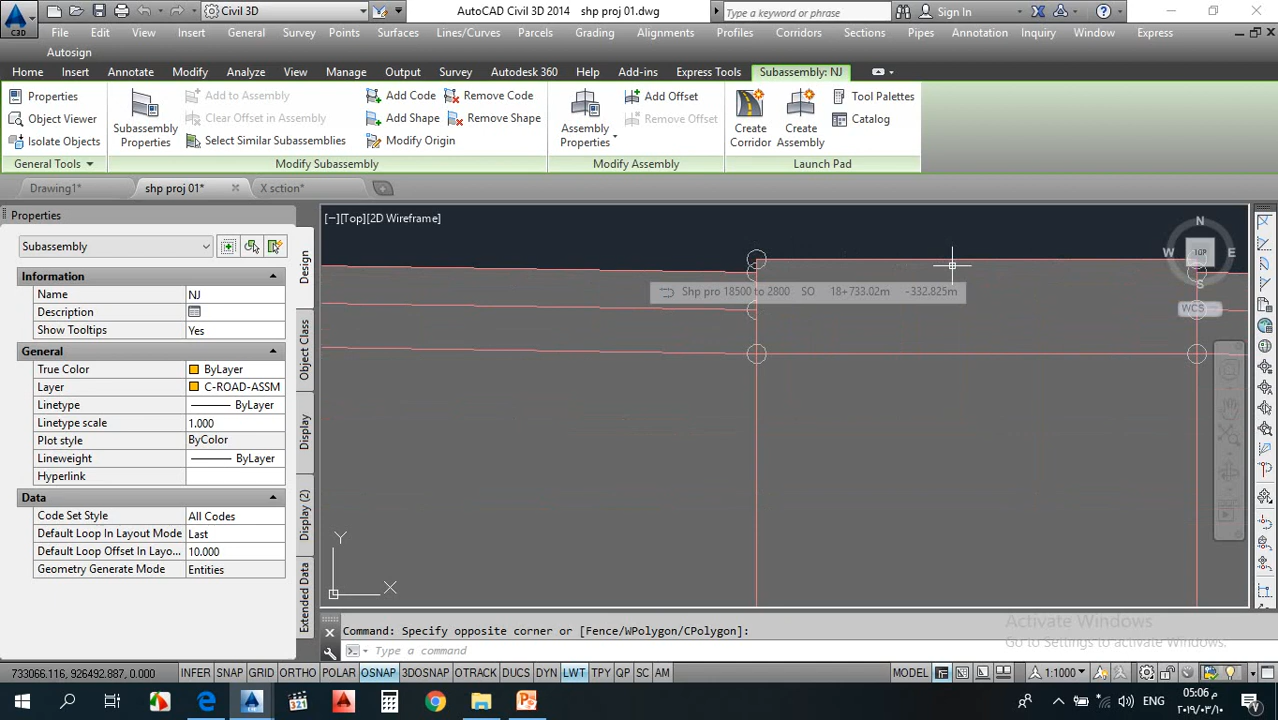 Civil 3D
AutoCAD Civil 3D 2014 shp proj 01.dwg
Type a keyword or phrase
Sign In
C3D
File Edit View Insert General Survey Points Surfaces Lines/Curves Parcels Grading Alignments Profiles Corridors Sections Pipes Annotation Inquiry Window Express
Autosign
Home Insert Annotate Modify Analyze View Manage Output Survey Autodesk 360 Help Add-ins Express Tools Subassembly: NJ
Properties
Object Viewer
Isolate Objects
General Tools
Subassembly Properties
Add to Assembly
Clear Offset in Assembly
Select Similar Subassemblies
Add Code
Add Shape
Modify Origin
Remove Code
Remove Shape
Modify Subassembly
Assembly Properties
Add Offset
Remove Offset
Modify Assembly
Create Corridor
Create Assembly
Tool Palettes
Catalog
Launch Pad
Drawing1*
shp proj 01*
X sction*
Properties
Subassembly
Information
Name NJ
Description
Show Tooltips Yes
General
True Color ByLayer
Layer C-ROAD-ASSM
Linetype ByLayer
Linetype scale 1.000
Plot style ByColor
Lineweight ByLayer
Hyperlink
Data
Code Set Style All Codes
Default Loop In Layout Mode Last
Default Loop Offset In Layo... 10.000
Geometry Generate Mode Entities
Design
Object Class
Display
Display (2)
Extended Data
[−][Top][2D Wireframe]
N
W TOP E
S
WCS
Shp pro 18500 to 2800 SO 18+733.02m -332.825m
Y
X
Activate Windows
Go to Settings to activate Windows.
Command: Specify opposite corner or [Fence/WPolygon/CPolygon]:
Type a command
733066.116, 926492.887, 0.000 INFER SNAP GRID ORTHO POLAR OSNAP 3DOSNAP OTRACK DUCS DYN LWT TPY QP SC AM MODEL 1:1000
321
ENG
05:06 م
٢٠١٩/٠٣/١٠